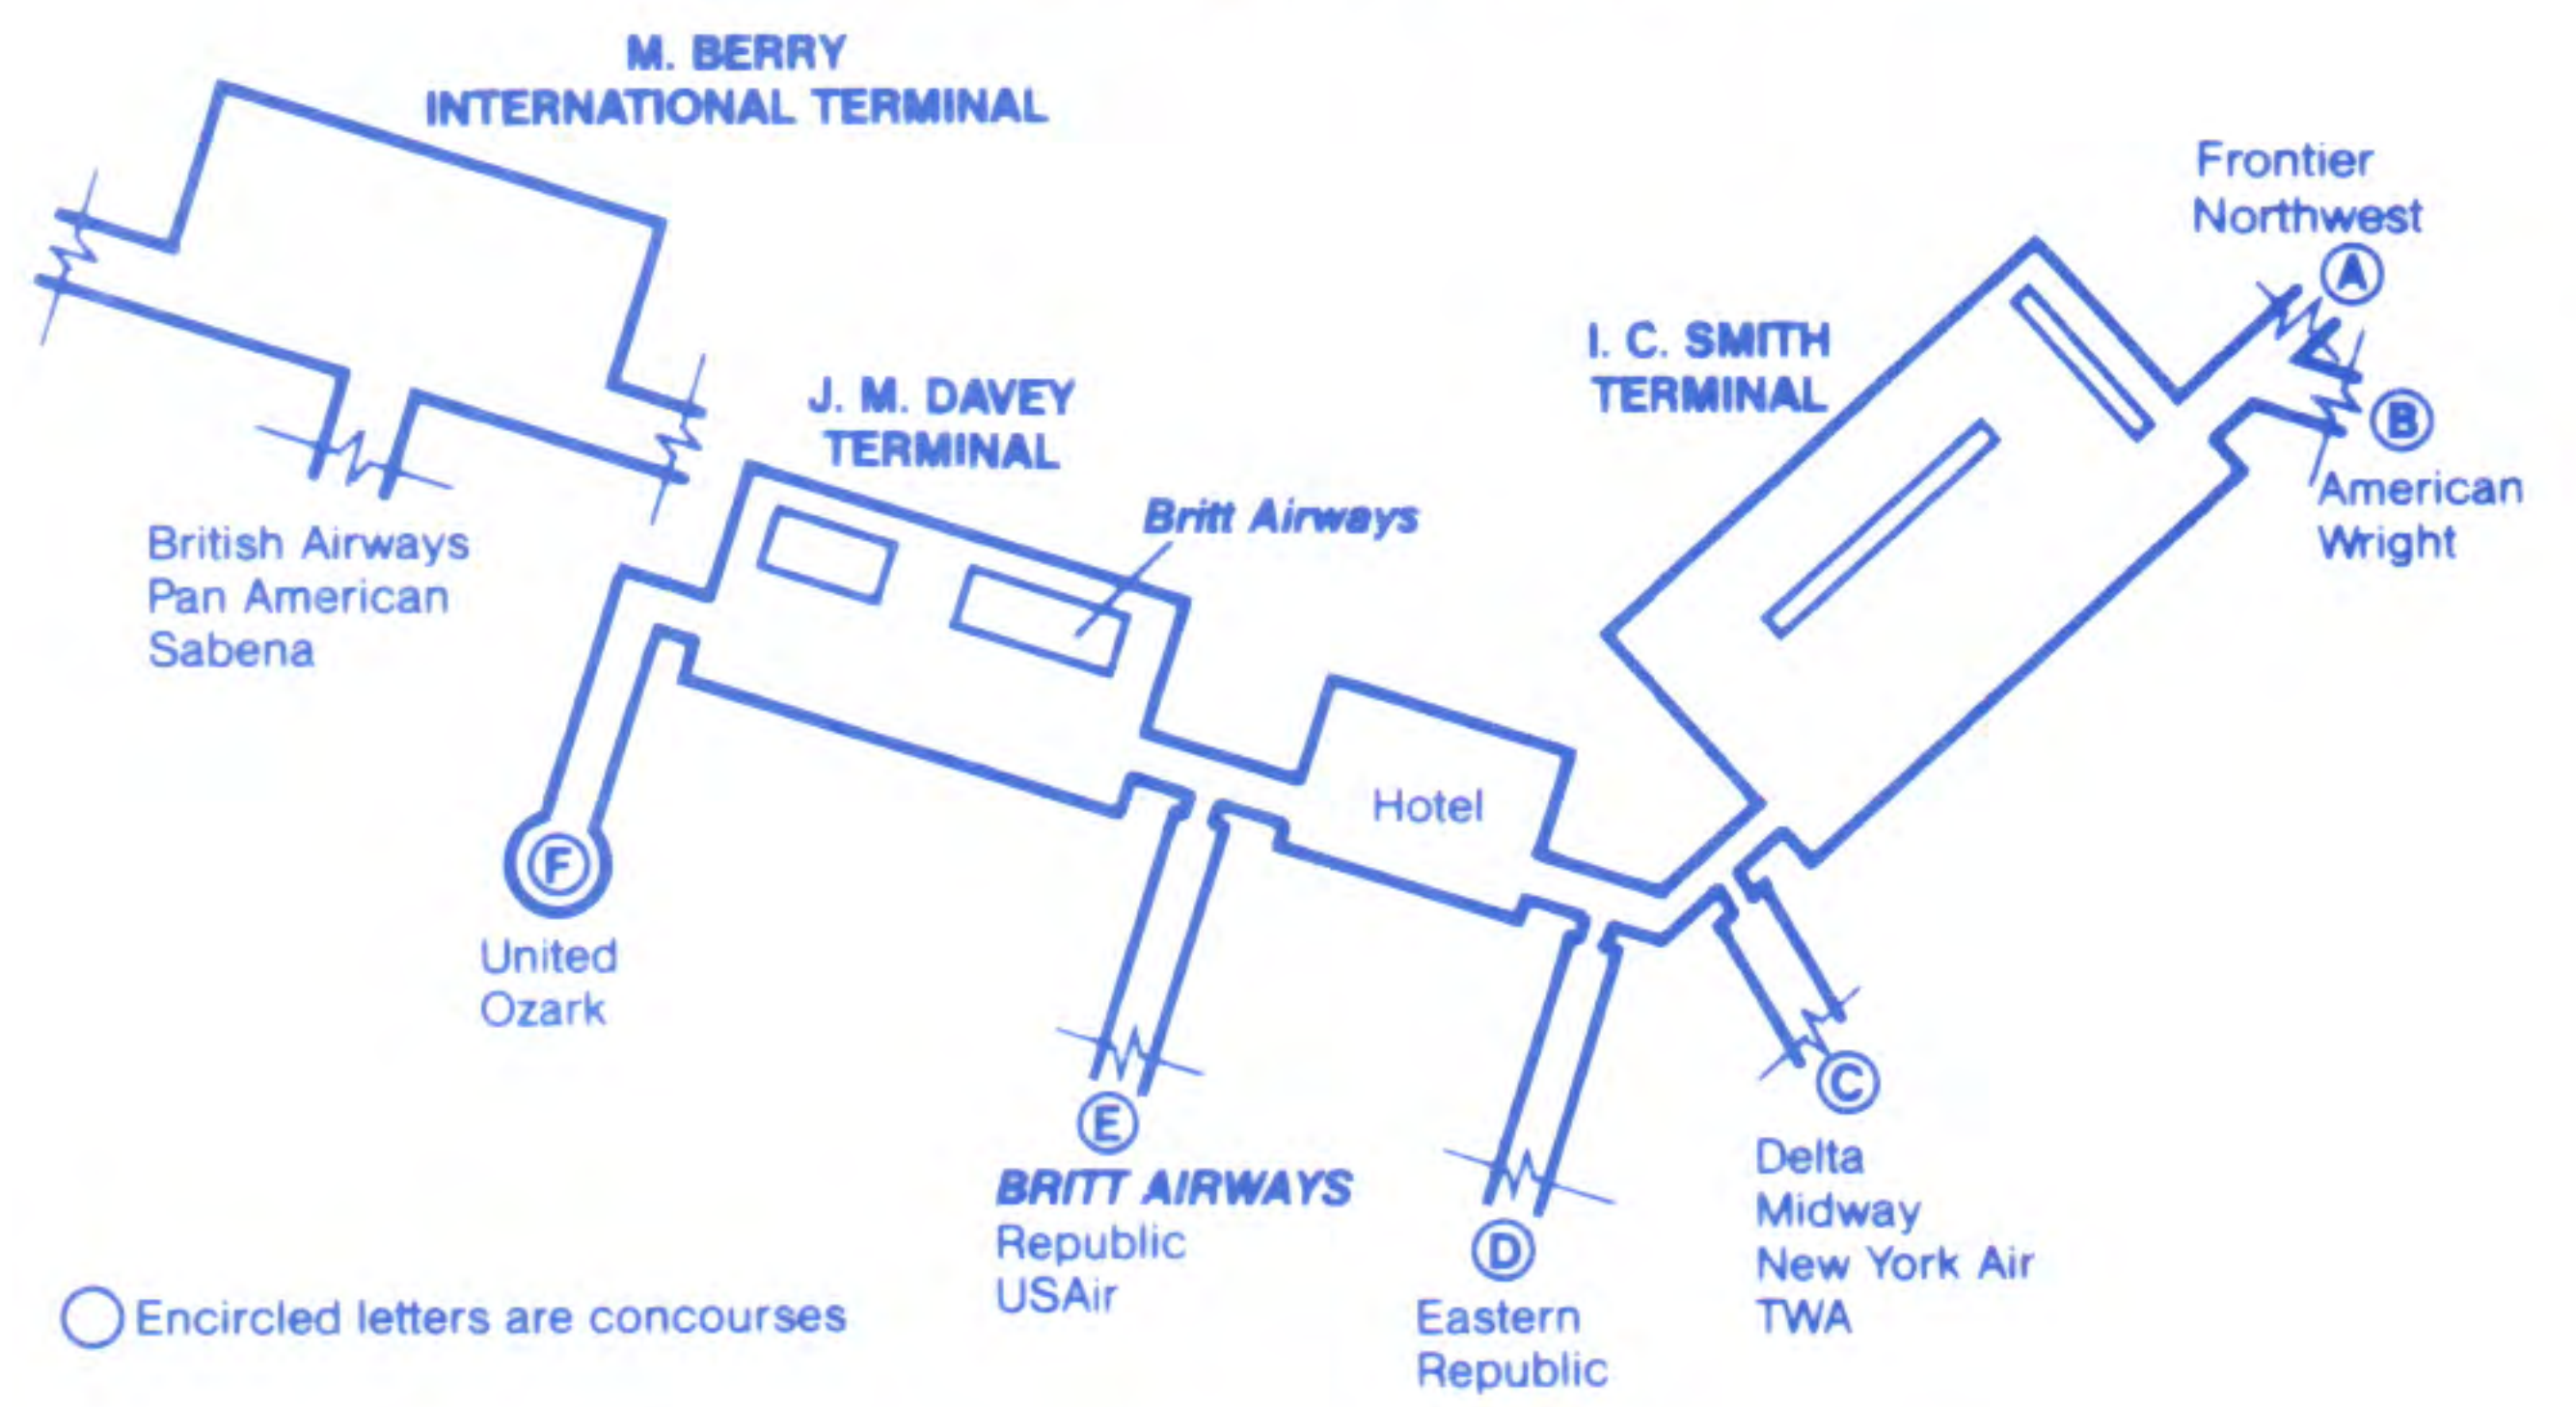 M. BERRY
INTERNATIONAL TERMINAL
Frontier
Northwest
A
I. C. SMITH
TERMINAL
J. M. DAVEY
TERMINAL
B
American
Wright
Britt Airways
British Airways
Pan American
Sabena
Hotel
F
United
Ozark
E
BRITT AIRWAYS
Republic
USAir
D
Eastern
Republic
C
Delta
Midway
New York Air
TWA
Encircled letters are concourses